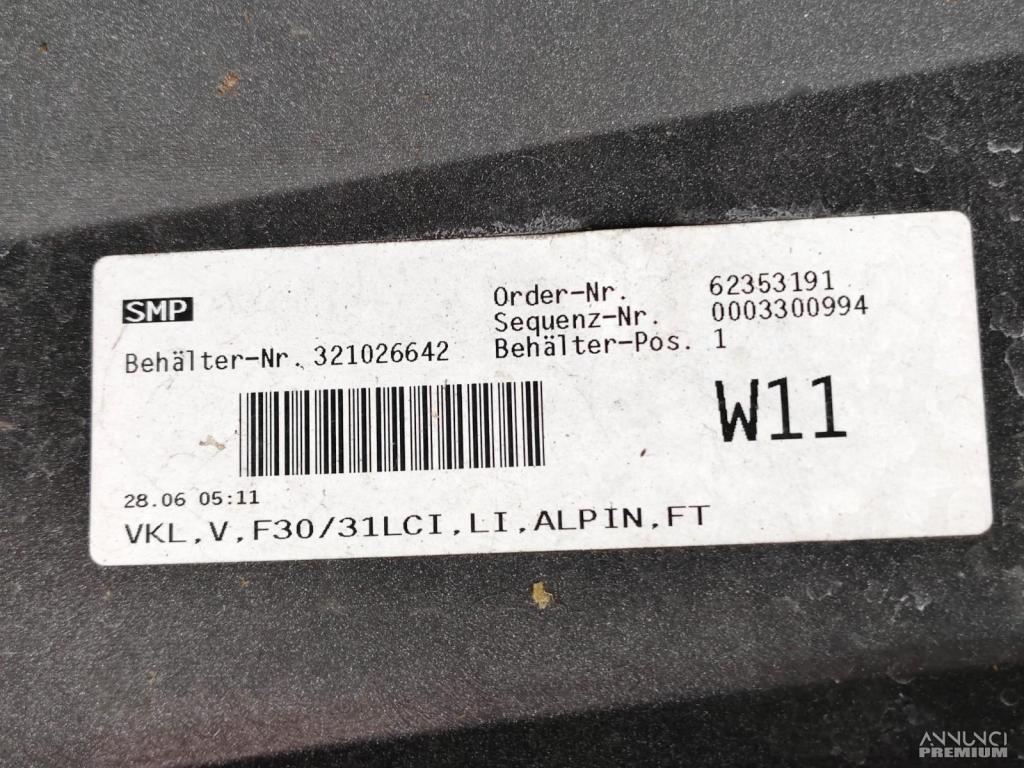 SMP
Order-Nr. 62353191
Sequenz-Nr. 0003300994
Behälter-Nr. 321026642
Behälter-Pos. 1
W11
28.06 05:11
VKL,V,F30/31LCI,LI,ALPIN,FT
ANNUNCI
PREMIUM